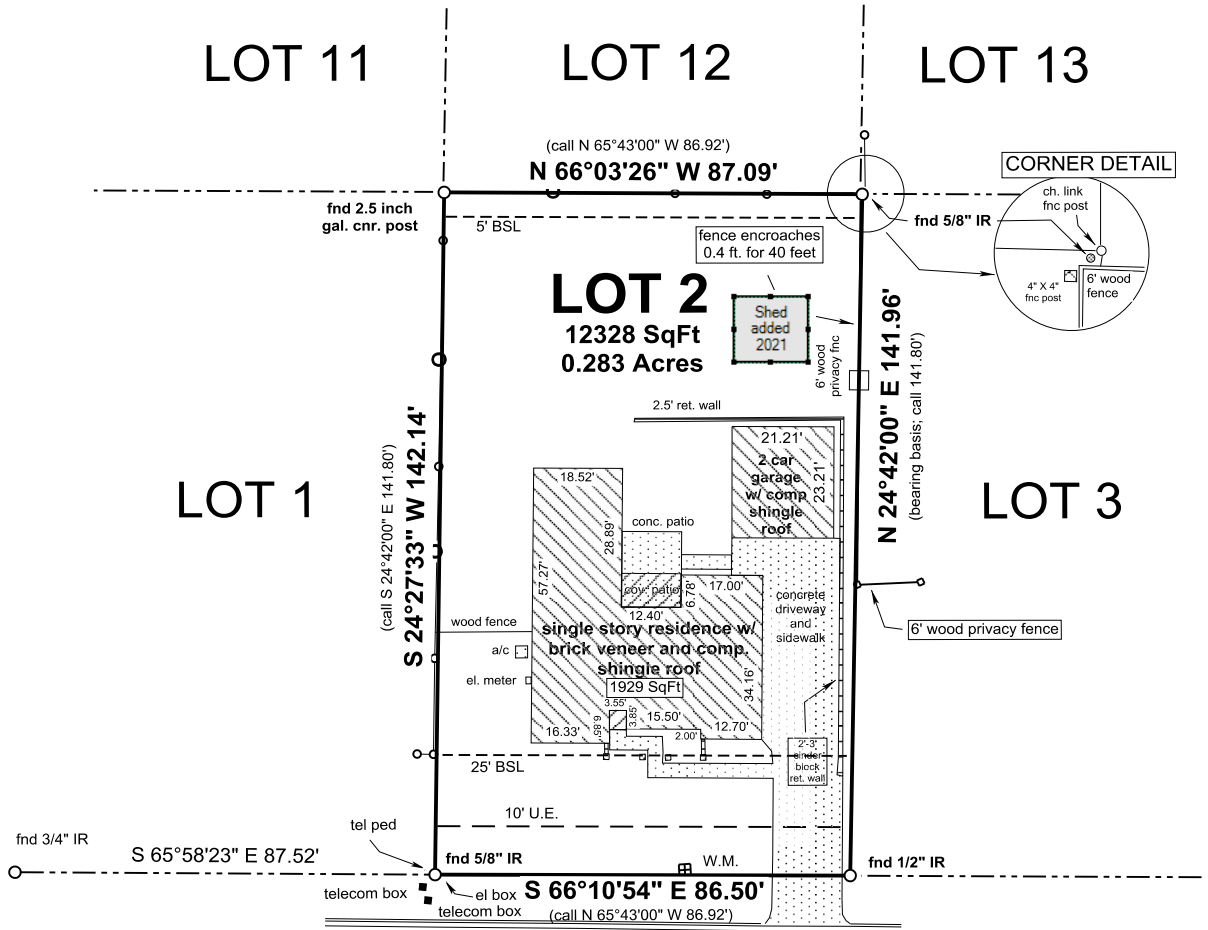 LOT 11
LOT 12
LOT 13
(call N 65°43'00" W 86.92')
N 66°03'26" W 87.09'
CORNER DETAIL
ch. link
fnc post
fnd 2.5 inch
gal. cnr. post
5' BSL
fence encroaches
0.4 ft. for 40 feet
fnd 5/8" IR
4" X 4"
fnc post
6' wood
fence
LOT 2
12328 SqFt
0.283 Acres
Shed
added
2021
6' wood
privacy fnc
N 24°42'00" E 141.96'
(bearing basis; call 141.80')
2.5' ret. wall
S 24°27'33" W 142.14'
(call S 24°42'00" E 141.80')
LOT 1
LOT 3
21.21'
23.21'
2 car
garage
w/ comp
shingle
roof
18.52'
28.89'
57.27'
conc. patio
cov. patio
6.78'
17.00'
12.40'
concrete
driveway
and
sidewalk
wood fence
6' wood privacy fence
single story residence w/
brick veneer and comp.
shingle roof
1929 SqFt
a/c
el. meter
34.16'
3.55'
3.85'
6.85'
15.50'
16.33'
12.70'
2.00'
2'-3'
cinder
block
ret. wall
25' BSL
10' U.E.
tel ped
fnd 3/4" IR
S 65°58'23" E 87.52'
fnd 5/8" IR
W.M.
fnd 1/2" IR
telecom box
el box
telecom box
S 66°10'54" E 86.50'
(call N 65°43'00" W 86.92')